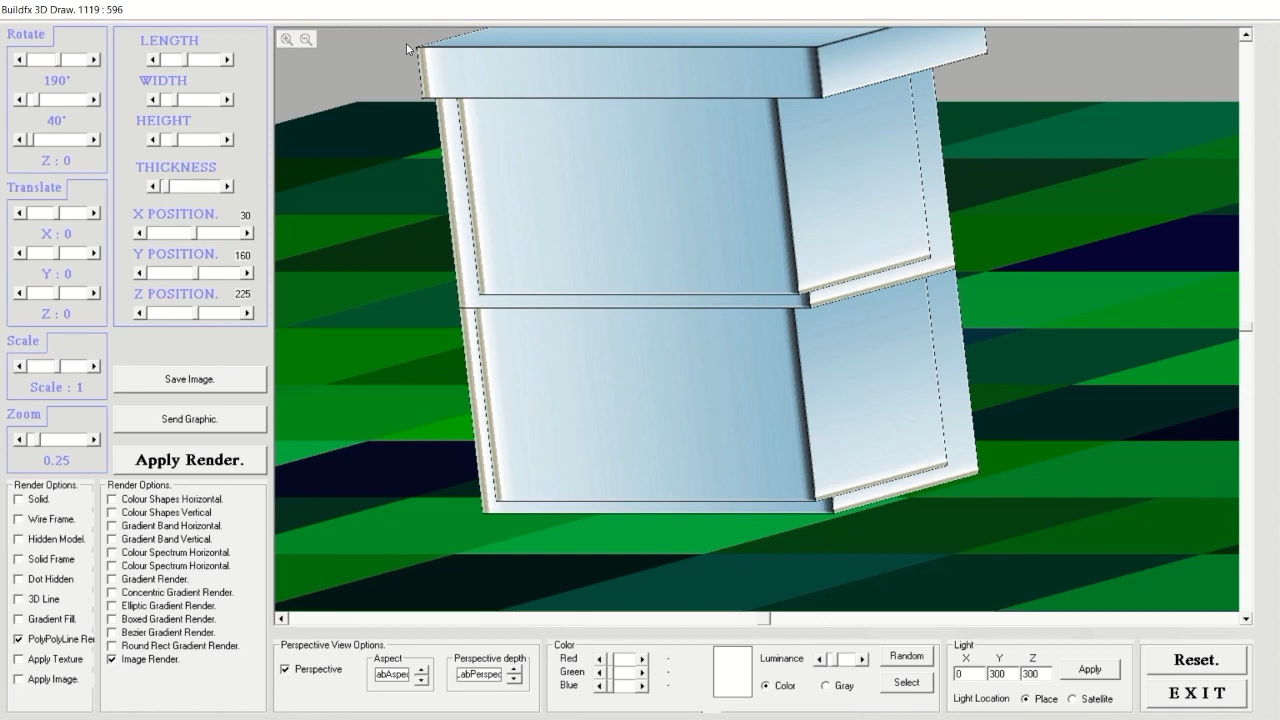 Buildfx 3D Draw. 1119 : 596
Rotate
190°
40°
Z : 0
Translate
X : 0
Y : 0
Z : 0
Scale
Scale : 1
Zoom
0.25
LENGTH
WIDTH
HEIGHT
THICKNESS
X POSITION. 30
Y POSITION. 160
Z POSITION. 225
Save Image.
Send Graphic.
Apply Render.
Render Options.
Solid.
Wire Frame.
Hidden Model.
Solid Frame
Dot Hidden
3D Line
Gradient Fill.
PolyPolyLine Rer
Apply Texture
Apply Image.
Render Options.
Colour Shapes Horizontal.
Colour Shapes Vertical
Gradient Band Horizontal.
Gradient Band Vertical.
Colour Spectrum Horizontal.
Colour Spectrum Horizontal.
Gradient Render.
Concentric Gradient Render.
Elliptic Gradient Render.
Boxed Gradient Render.
Bezier Gradient Render.
Round Rect Gradient Render.
Image Render.
Perspective View Options.
Perspective
Aspect
abAspe
Perspective depth
.abPerspec
Color
Red -
Green -
Blue -
Luminance
Color Gray
Random
Select
Light
X Y Z
0 300 300
Apply
Light Location Place Satellite
Reset.
EXIT